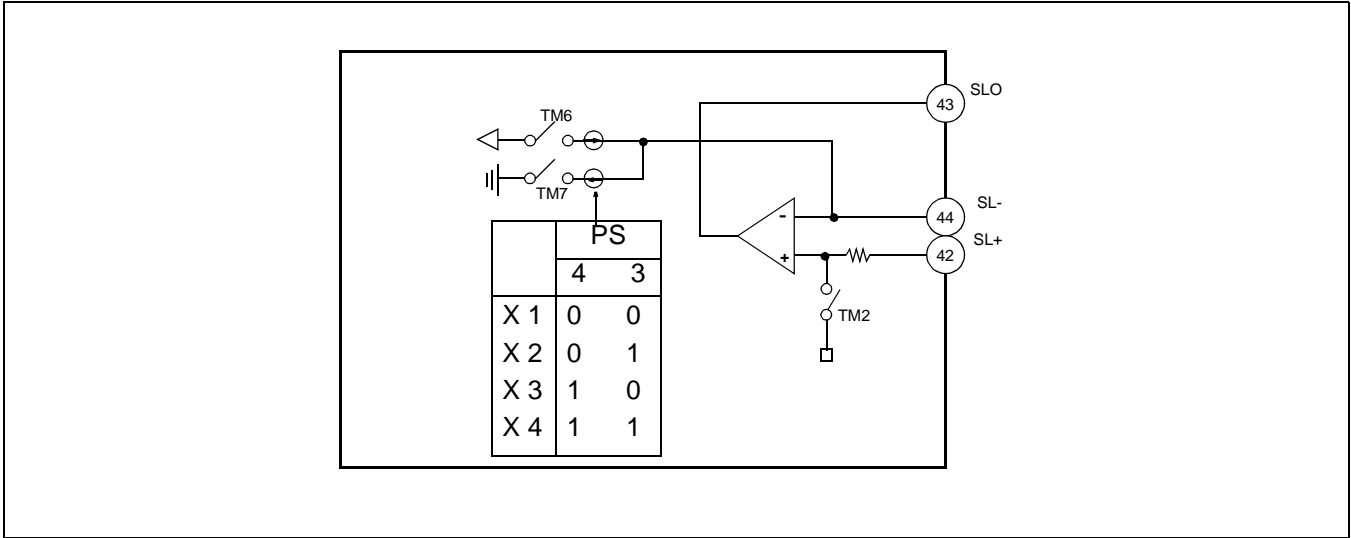 SLO
43
TM6
TM7
SL-
44
SL+
42
-
+
TM2
PS
4 3
X 1 0 0
X 2 0 1
X 3 1 0
X 4 1 1